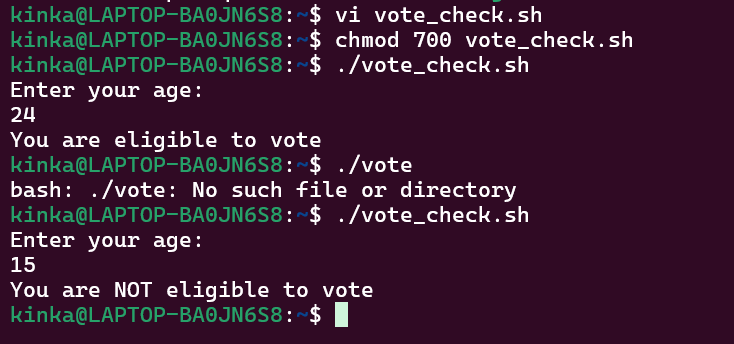 kinka@LAPTOP-BA0JN6S8:~$ vi vote_check.sh
kinka@LAPTOP-BA0JN6S8:~$ chmod 700 vote_check.sh
kinka@LAPTOP-BA0JN6S8:~$ ./vote_check.sh
Enter your age:
24
You are eligible to vote
kinka@LAPTOP-BA0JN6S8:~$ ./vote
bash: ./vote: No such file or directory
kinka@LAPTOP-BA0JN6S8:~$ ./vote_check.sh
Enter your age:
15
You are NOT eligible to vote
kinka@LAPTOP-BA0JN6S8:~$